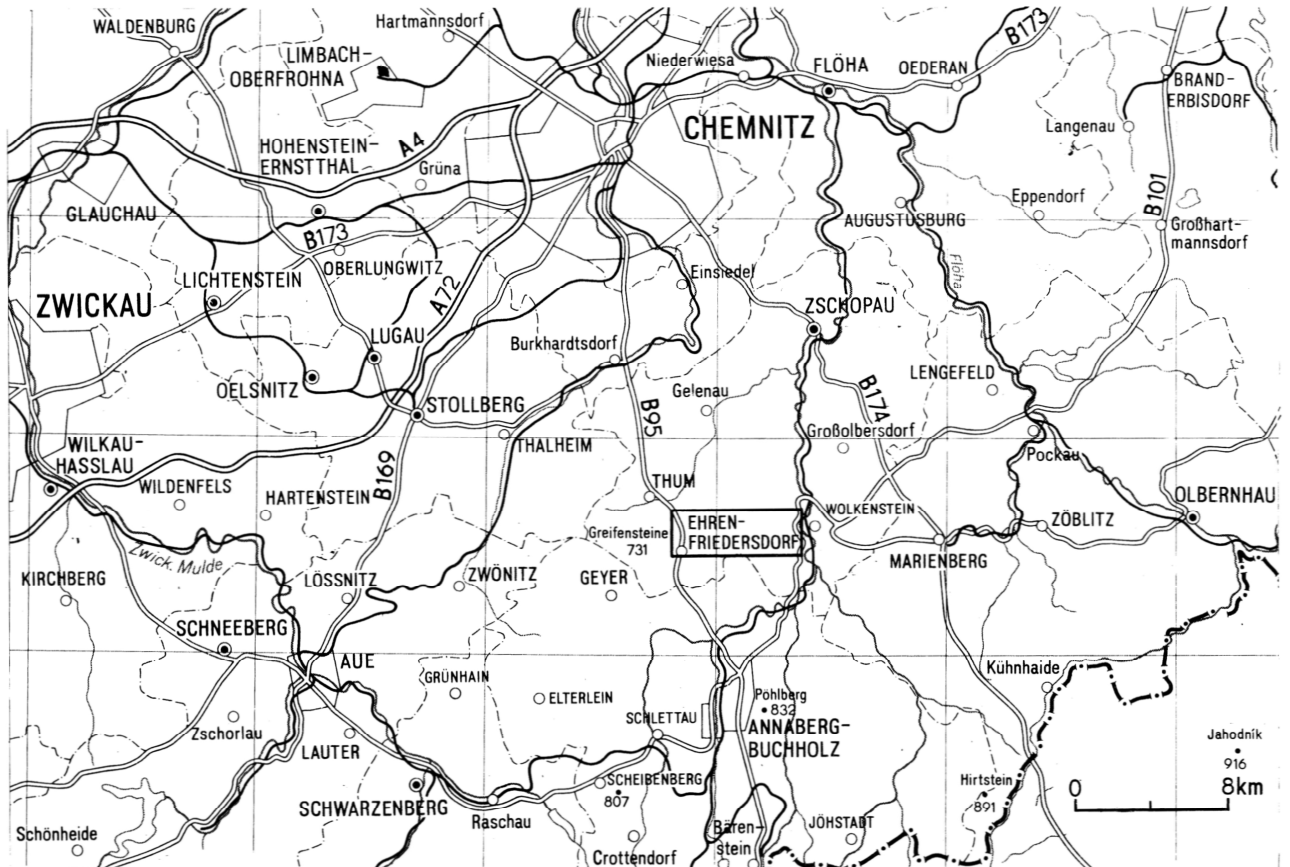 WALDENBURG
Hartmannsdorf
LIMBACH-
OBERFROHNA
Niederwiesa
FLÖHA
OEDERAN
B173
BRAND-
ERBISDORF
CHEMNITZ
Langenau
HOHENSTEIN-
ERNSTTHAL
A4
Grüna
GLAUCHAU
B173
OBERLUNGWITZ
AUGUSTUSBURG
Eppendorf
B101
Großhart-
mannsdorf
LICHTENSTEIN
A72
Einsiedel
Flöha
ZWICKAU
LUGAU
ZSCHOPAU
Burkhardtsdorf
OELSNITZ
STOLLBERG
Gelenau
LENGEFELD
B95
B174
THALHEIM
Großolbersdorf
Pockau
WILKAU-
HASSLAU
WILDENFELS
HARTENSTEIN
B169
THUM
WOLKENSTEIN
ZÖBLITZ
OLBERNHAU
Greifensteine
731
EHREN-
FRIEDERSDORF
MARIENBERG
Zwick. Mulde
KIRCHBERG
LÖSSNITZ
ZWÖNITZ
GEYER
SCHNEEBERG
AUE
GRÜNHAIN
ELTERLEIN
Kühnhaide
Pöhlberg
832
SCHLETTAU
ANNABERG-
BUCHHOLZ
Zschorlau
LAUTER
Jahodník
916
SCHEIBENBERG
807
Hirtstein
891
0 8km
SCHWARZENBERG
Raschau
JÖHSTADT
Schönheide
Crottendorf
Bären-
stein